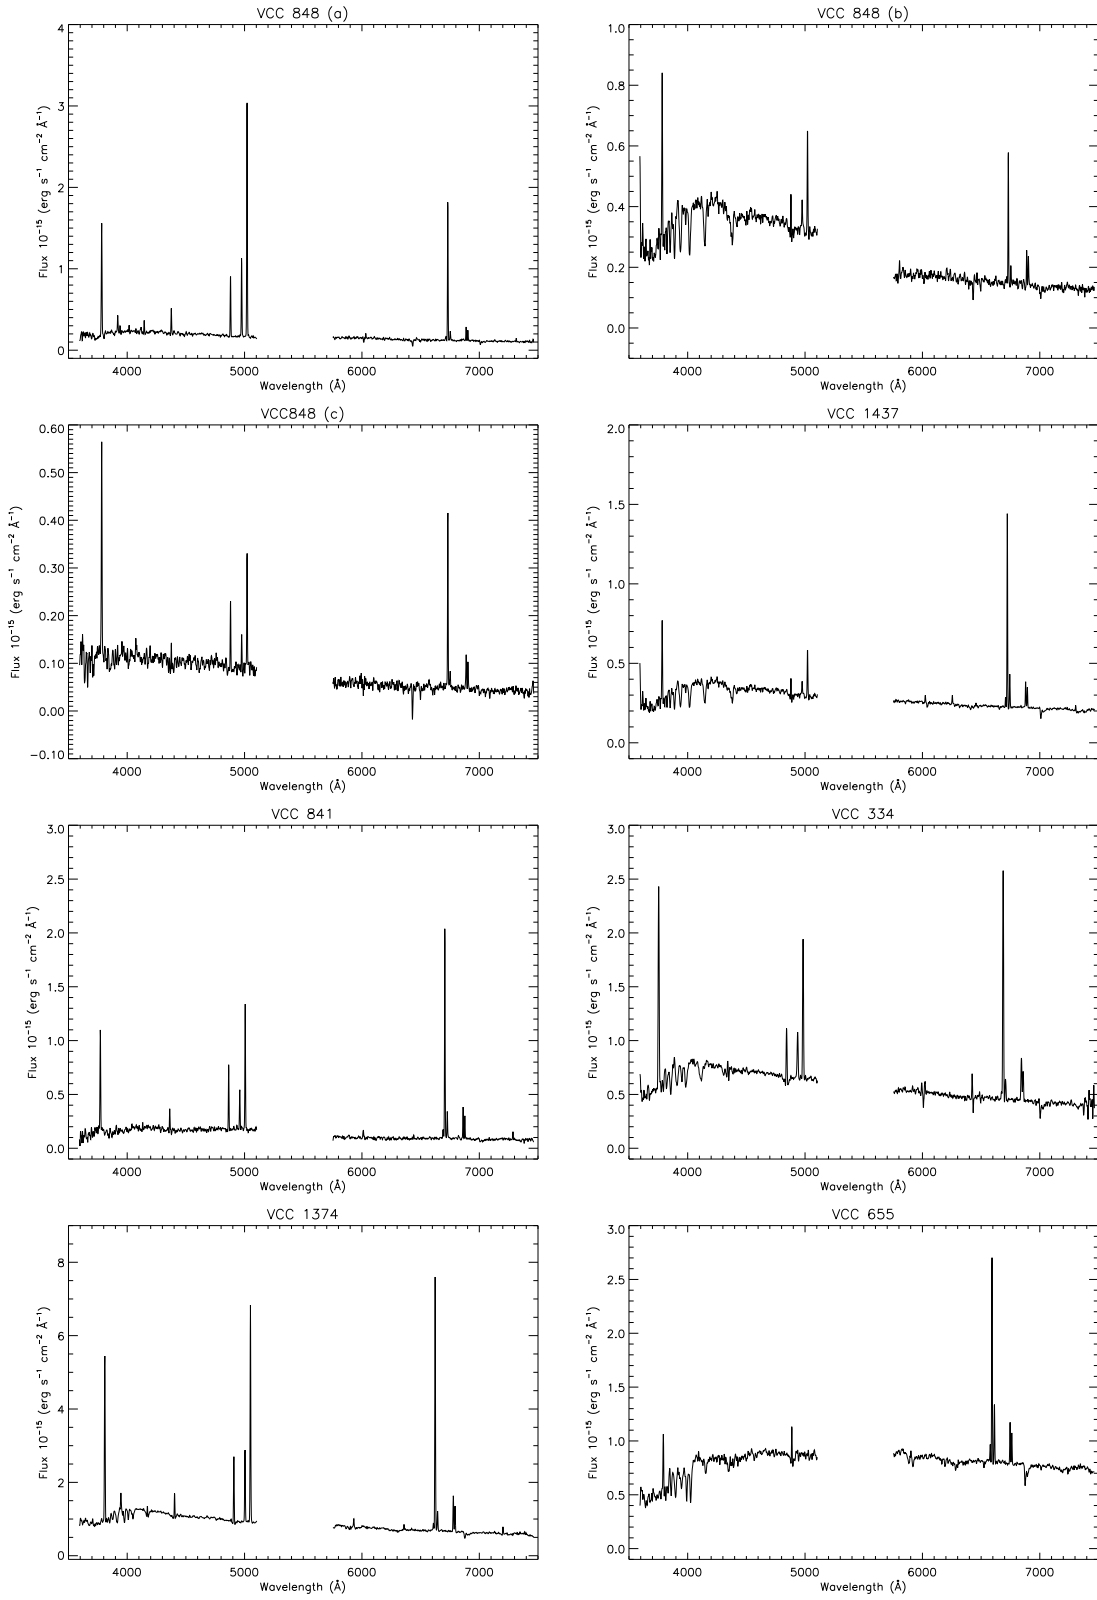 VCC 848 (a)
4
3
2
1
0
Flux 10⁻¹⁵ (erg s⁻¹ cm⁻² Å⁻¹)
4000 5000 6000 7000
Wavelength (Å)
VCC 848 (b)
1.0
0.8
0.6
0.4
0.2
0.0
Flux 10⁻¹⁵ (erg s⁻¹ cm⁻² Å⁻¹)
4000 5000 6000 7000
Wavelength (Å)
VCC848 (c)
0.60
0.50
0.40
0.30
0.20
0.10
0.00
−0.10
Flux 10⁻¹⁵ (erg s⁻¹ cm⁻² Å⁻¹)
4000 5000 6000 7000
Wavelength (Å)
VCC 1437
2.0
1.5
1.0
0.5
0.0
Flux 10⁻¹⁵ (erg s⁻¹ cm⁻² Å⁻¹)
4000 5000 6000 7000
Wavelength (Å)
VCC 841
3.0
2.5
2.0
1.5
1.0
0.5
0.0
Flux 10⁻¹⁵ (erg s⁻¹ cm⁻² Å⁻¹)
4000 5000 6000 7000
Wavelength (Å)
VCC 334
3.0
2.5
2.0
1.5
1.0
0.5
0.0
Flux 10⁻¹⁵ (erg s⁻¹ cm⁻² Å⁻¹)
4000 5000 6000 7000
Wavelength (Å)
VCC 1374
8
6
4
2
0
Flux 10⁻¹⁵ (erg s⁻¹ cm⁻² Å⁻¹)
4000 5000 6000 7000
Wavelength (Å)
VCC 655
3.0
2.5
2.0
1.5
1.0
0.5
0.0
Flux 10⁻¹⁵ (erg s⁻¹ cm⁻² Å⁻¹)
4000 5000 6000 7000
Wavelength (Å)